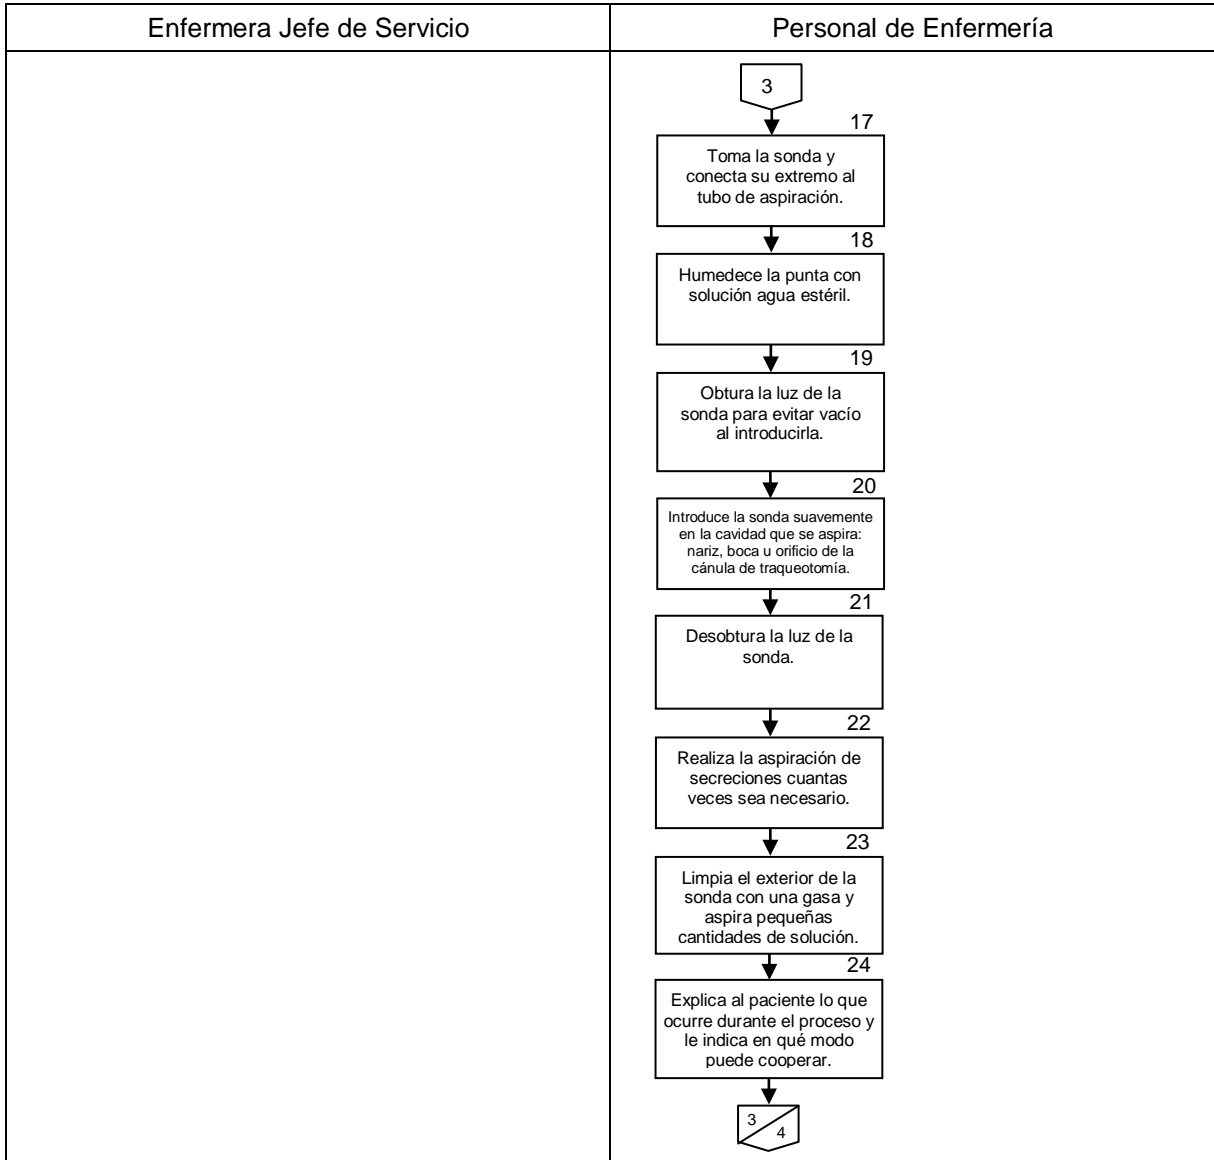 Enfermera Jefe de Servicio
Personal de Enfermería
3
17
Toma la sonda y
conecta su extremo al
tubo de aspiración.
18
Humedece la punta con
solución agua estéril.
19
Obtura la luz de la
sonda para evitar vacío
al introducirla.
20
Introduce la sonda suavemente
en la cavidad que se aspira:
nariz, boca u orificio de la
cánula de traqueotomía.
21
Desobtura la luz de la
sonda.
22
Realiza la aspiración de
secreciones cuantas
veces sea necesario.
23
Limpia el exterior de la
sonda con una gasa y
aspira pequeñas
cantidades de solución.
24
Explica al paciente lo que
ocurre durante el proceso y
le indica en qué modo
puede cooperar.
3
4